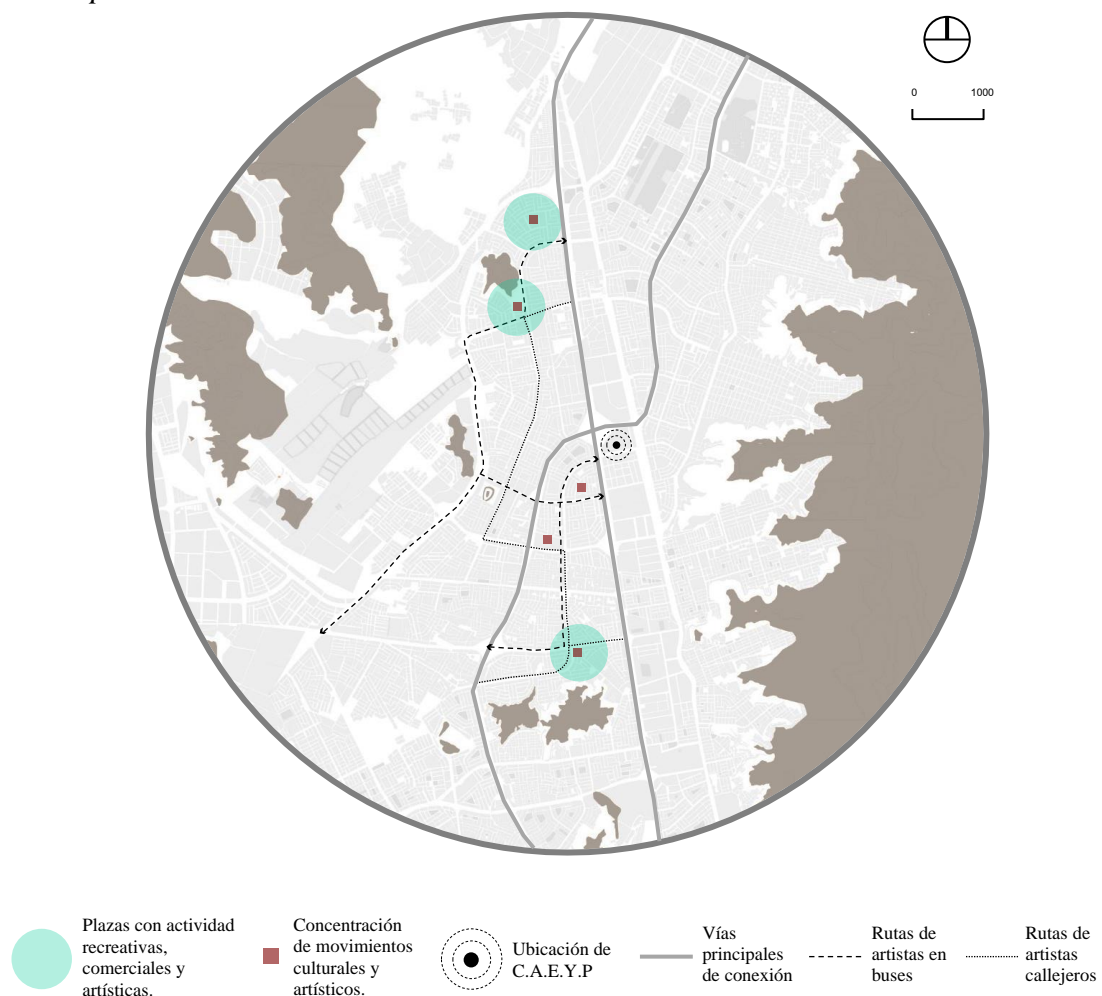 0 1000
Plazas con actividad
recreativas,
comerciales y
artísticas.
Concentración
de movimientos
culturales y
artísticos.
Ubicación de
C.A.E.Y.P
Vías
principales
de conexión
Rutas de
artistas en
buses
Rutas de
artistas
callejeros